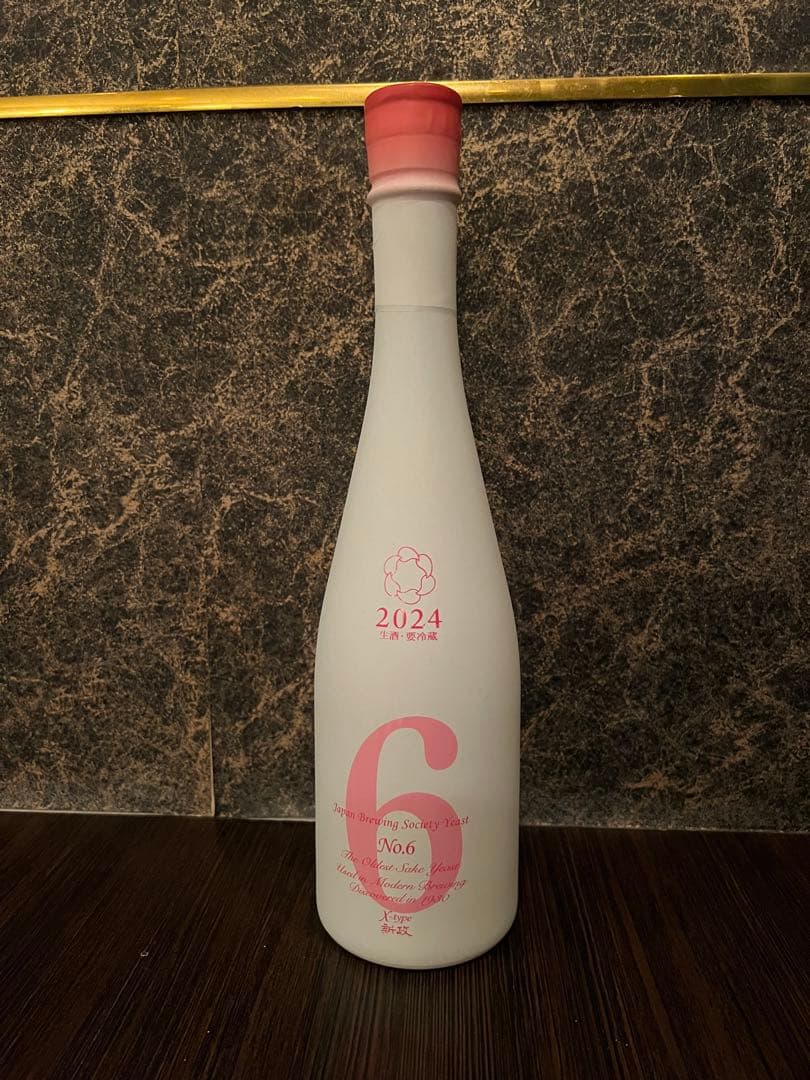 2024
生酒・要冷蔵
6
Japan Brewing Society Yeast
No.6
The Oldest Sake Yeast
Used in Modern Brewing
Discovered in 1930
X-type
新政